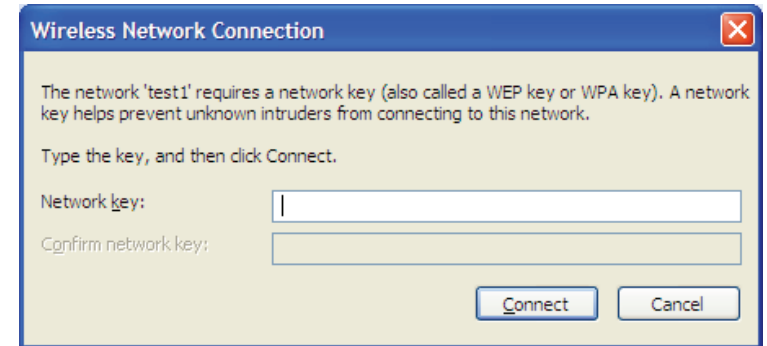 Wireless Network Connection
The network 'test1' requires a network key (also called a WEP key or WPA key). A network
key helps prevent unknown intruders from connecting to this network.
Type the key, and then click Connect.
Network key:
Confirm network key:
Connect Cancel